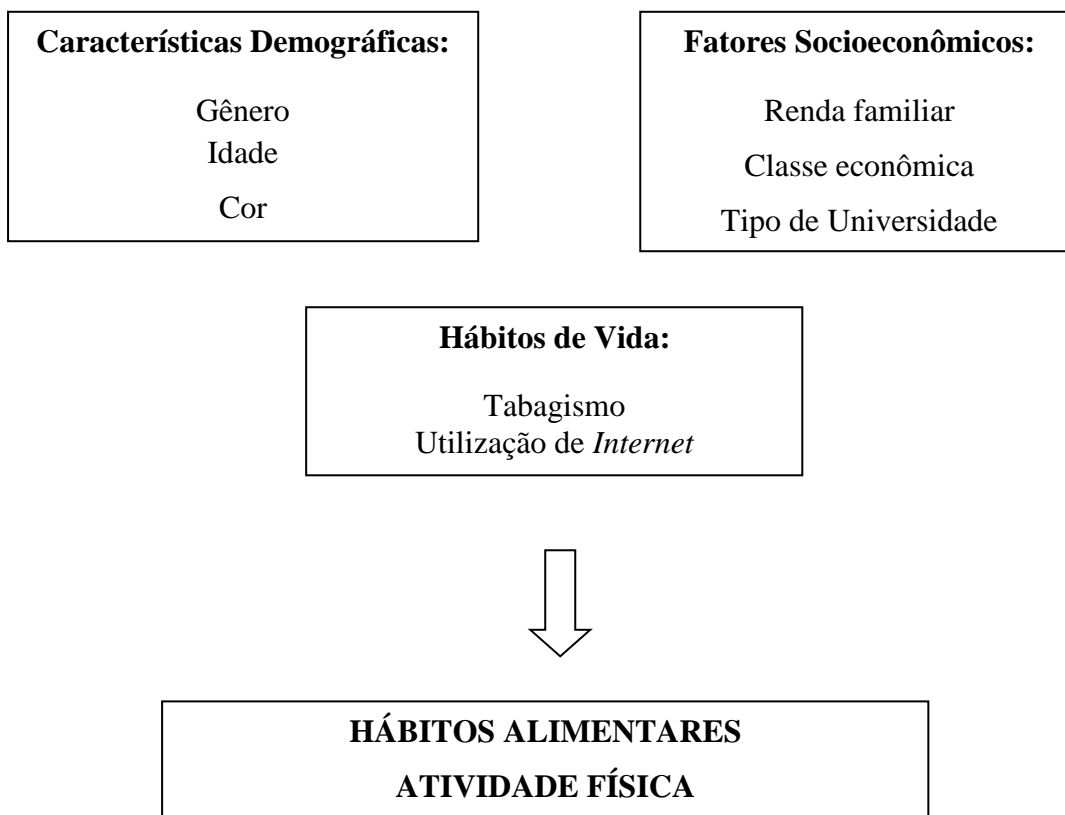 Características Demográficas:
Gênero
Idade
Cor
Fatores Socioeconômicos:
Renda familiar
Classe econômica
Tipo de Universidade
Hábitos de Vida:
Tabagismo
Utilização de Internet
HÁBITOS ALIMENTARES
ATIVIDADE FÍSICA